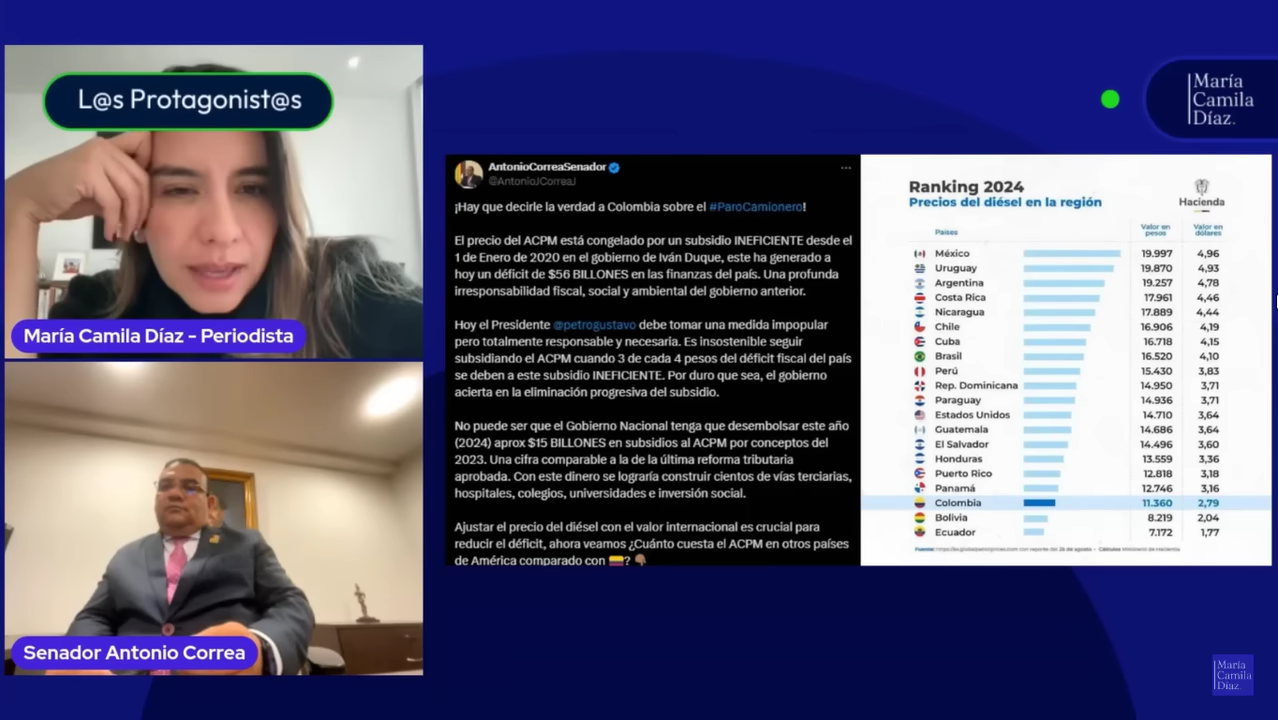 L@s Protagonist@s
María Camila Díaz - Periodista
Senador Antonio Correa
AntonioCorreaSenador
@AntonioJCorreaJ
¡Hay que decirle la verdad a Colombia sobre el #ParoCamionero!
El precio del ACPM está congelado por un subsidio INEFICIENTE desde el
1 de Enero de 2020 en el gobierno de Iván Duque, este ha generado a
hoy un déficit de $56 BILLONES en las finanzas del país. Una profunda
irresponsabilidad fiscal, social y ambiental del gobierno anterior.
Hoy el Presidente @petrogustavo debe tomar una medida impopular
pero totalmente responsable y necesaria. Es insostenible seguir
subsidiando el ACPM cuando 3 de cada 4 pesos del déficit fiscal del país
se deben a este subsidio INEFICIENTE. Por duro que sea, el gobierno
acierta en la eliminación progresiva del subsidio.
No puede ser que el Gobierno Nacional tenga que desembolsar este año
(2024) aprox $15 BILLONES en subsidios al ACPM por conceptos del
2023. Una cifra comparable a la de la última reforma tributaria
aprobada. Con este dinero se lograría construir cientos de vías terciarias,
hospitales, colegios, universidades e inversión social.
Ajustar el precio del diésel con el valor internacional es crucial para
reducir el déficit, ahora veamos ¿Cuánto cuesta el ACPM en otros países
de América comparado con 🇨🇴? 👇🏽
Ranking 2024
Precios del diésel en la región
Hacienda
Países Valor en pesos Valor en dólares
México 19.997 4,96
Uruguay 19.870 4,93
Argentina 19.257 4,78
Costa Rica 17.961 4,46
Nicaragua 17.889 4,44
Chile 16.906 4,19
Cuba 16.718 4,15
Brasil 16.520 4,10
Perú 15.430 3,83
Rep. Dominicana 14.950 3,71
Paraguay 14.936 3,71
Estados Unidos 14.710 3,64
Guatemala 14.686 3,64
El Salvador 14.496 3,60
Honduras 13.559 3,36
Puerto Rico 12.818 3,18
Panamá 12.746 3,16
Colombia 11.360 2,79
Bolivia 8.219 2,04
Ecuador 7.172 1,77
María
Camila
Díaz.
María
Camila
Díaz.